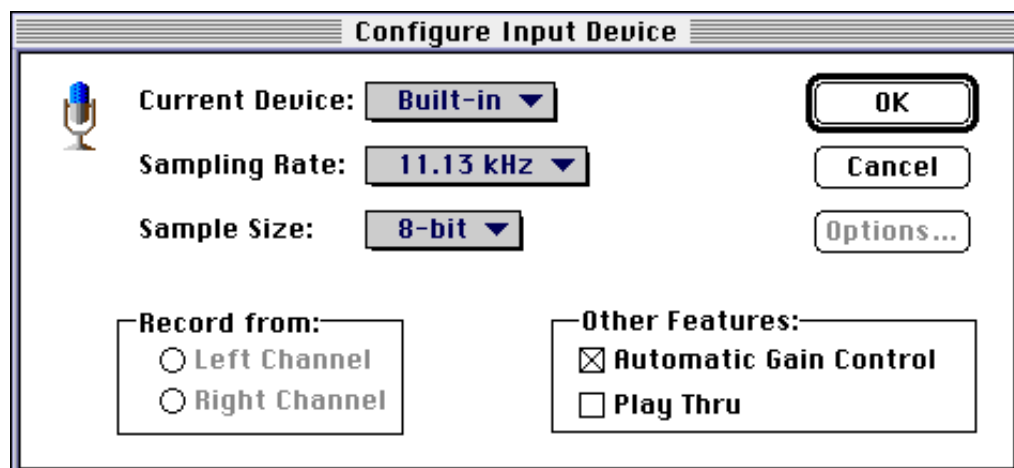 Configure Input Device
Current Device: Built-in
OK
Sampling Rate: 11.13 kHz
Cancel
Sample Size: 8-bit
Options...
Record from:
Left Channel
Right Channel
Other Features:
Automatic Gain Control
Play Thru